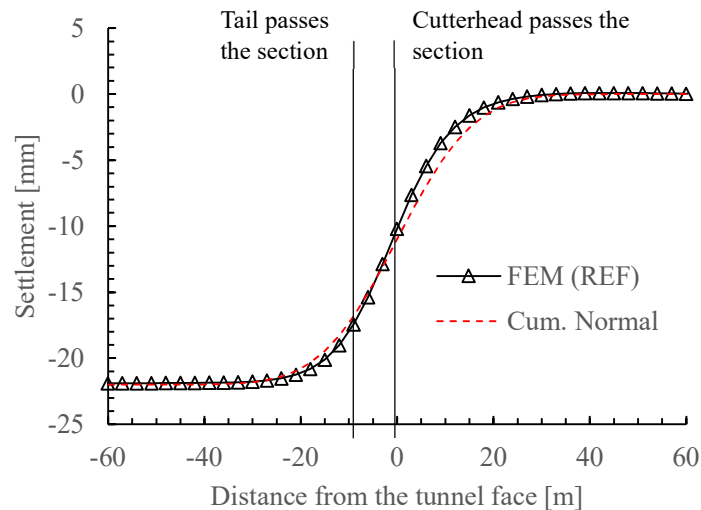 Tail passes
the section
Cutterhead passes the
section
5
0
-5
-10
-15
-20
-25
Settlement [mm]
FEM (REF)
Cum. Normal
-60
-40
-20
0
20
40
60
Distance from the tunnel face [m]